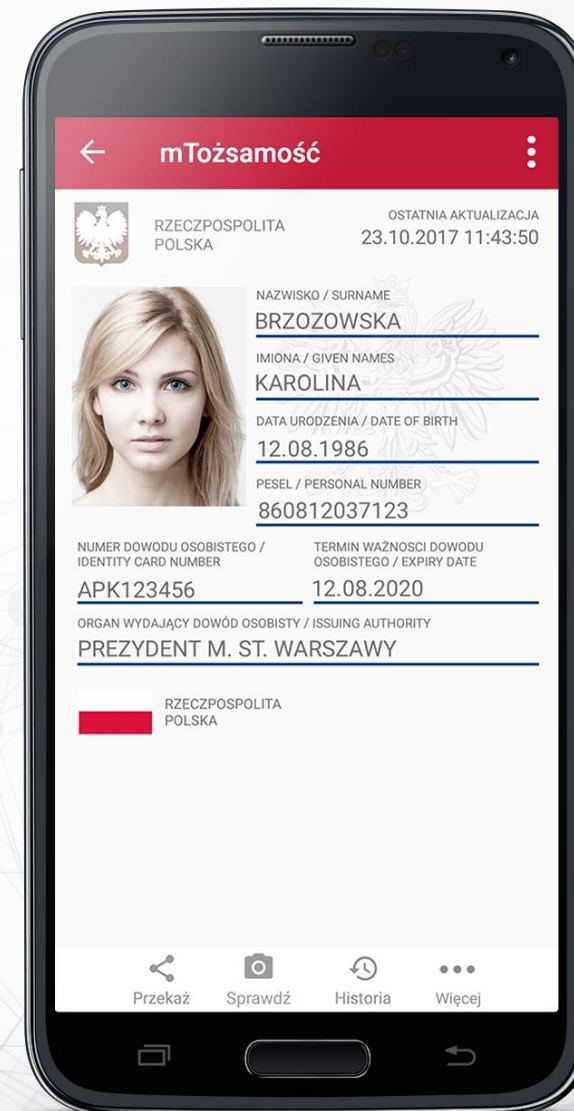 mTożsamość
RZECZPOSPOLITA
POLSKA
OSTATNIA AKTUALIZACJA
23.10.2017 11:43:50
NAZWISKO / SURNAME
BRZOZOWSKA
IMIONA / GIVEN NAMES
KAROLINA
DATA URODZENIA / DATE OF BIRTH
12.08.1986
PESEL / PERSONAL NUMBER
860812037123
NUMER DOWODU OSOBISTEGO /
IDENTITY CARD NUMBER
APK123456
TERMIN WAŻNOSCI DOWODU
OSOBISTEGO / EXPIRY DATE
12.08.2020
ORGAN WYDAJĄCY DOWÓD OSOBISTY / ISSUING AUTHORITY
PREZYDENT M. ST. WARSZAWY
RZECZPOSPOLITA
POLSKA
Przekaż
Sprawdź
Historia
Więcej